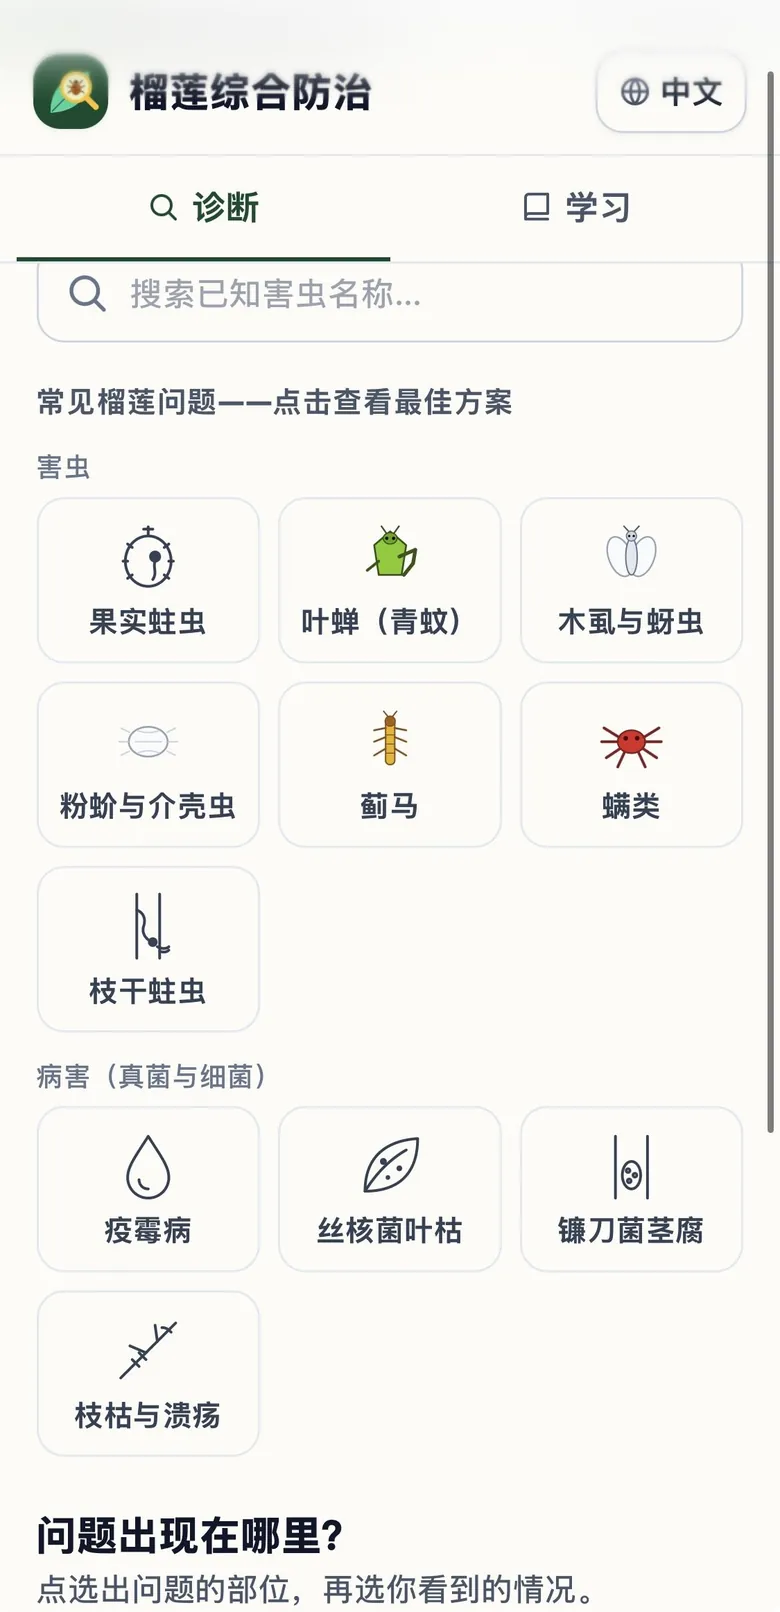 榴莲综合防治
中文
诊断
学习
搜索已知害虫名称...
常见榴莲问题——点击查看最佳方案
害虫
果实蛀虫
叶蝉（青蚊）
木虱与蚜虫
粉蚧与介壳虫
蓟马
螨类
枝干蛀虫
病害（真菌与细菌）
疫霉病
丝核菌叶枯
镰刀菌茎腐
枝枯与溃疡
问题出现在哪里？
点选出问题的部位，再选你看到的情况。